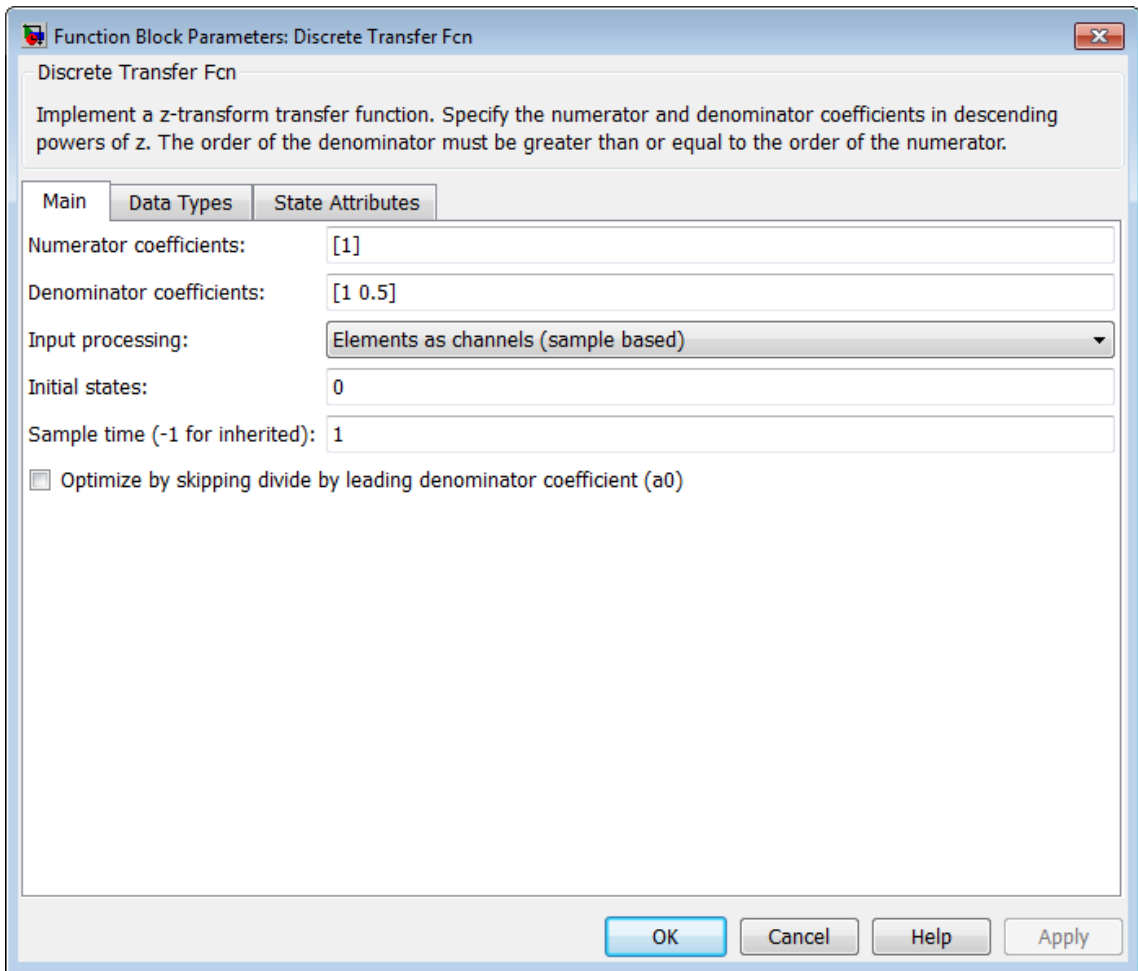 Function Block Parameters: Discrete Transfer Fcn
Discrete Transfer Fcn
Implement a z-transform transfer function. Specify the numerator and denominator coefficients in descending
powers of z. The order of the denominator must be greater than or equal to the order of the numerator.
Main Data Types State Attributes
Numerator coefficients: [1]
Denominator coefficients: [1 0.5]
Input processing: Elements as channels (sample based)
Initial states: 0
Sample time (-1 for inherited): 1
Optimize by skipping divide by leading denominator coefficient (a0)
OK Cancel Help Apply